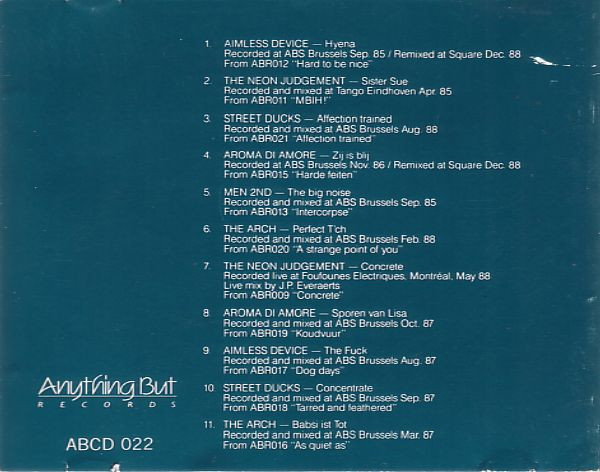 1. AIMLESS DEVICE — Hyena
Recorded at ABS Brussels Sep. 85 / Remixed at Square Dec. 88
From ABR012 "Hard to be nice"
2. THE NEON JUDGEMENT — Sister Sue
Recorded and mixed at Tango Eindhoven Apr. 85
From ABR011 "MBIH!"
3. STREET DUCKS — Affection trained
Recorded and mixed at ABS Brussels Aug. 88
From ABR021 "Affection trained"
4. AROMA DI AMORE — Zij is blij
Recorded at ABS Brussels Nov. 86 / Remixed at Square Dec. 88
From ABR015 "Harde feiten"
5. MEN 2ND — The big noise
Recorded and mixed at ABS Brussels Sep. 85
From ABR013 "Intercorpse"
6. THE ARCH — Perfect T'ch
Recorded and mixed at ABS Brussels Feb. 88
From ABR020 "A strange point of you"
7. THE NEON JUDGEMENT — Concrete
Recorded live at Foufounes Electriques, Montréal, May 88
Live mix by J.P. Everaerts
From ABR009 "Concrete"
8. AROMA DI AMORE — Sporen van Lisa
Recorded and mixed at ABS Brussels Oct. 87
From ABR019 "Koudvuur"
9 AIMLESS DEVICE — The Fuck
Recorded and mixed at ABS Brussels Aug. 87
From ABR017 "Dog days"
10. STREET DUCKS — Concentrate
Recorded and mixed at ABS Brussels Sep. 87
From ABR018 "Tarred and feathered"
11. THE ARCH — Babsi ist Tot
Recorded and mixed at ABS Brussels Mar. 87
From ABR016 "As quiet as"
Anything But
RECORDS
ABCD 022